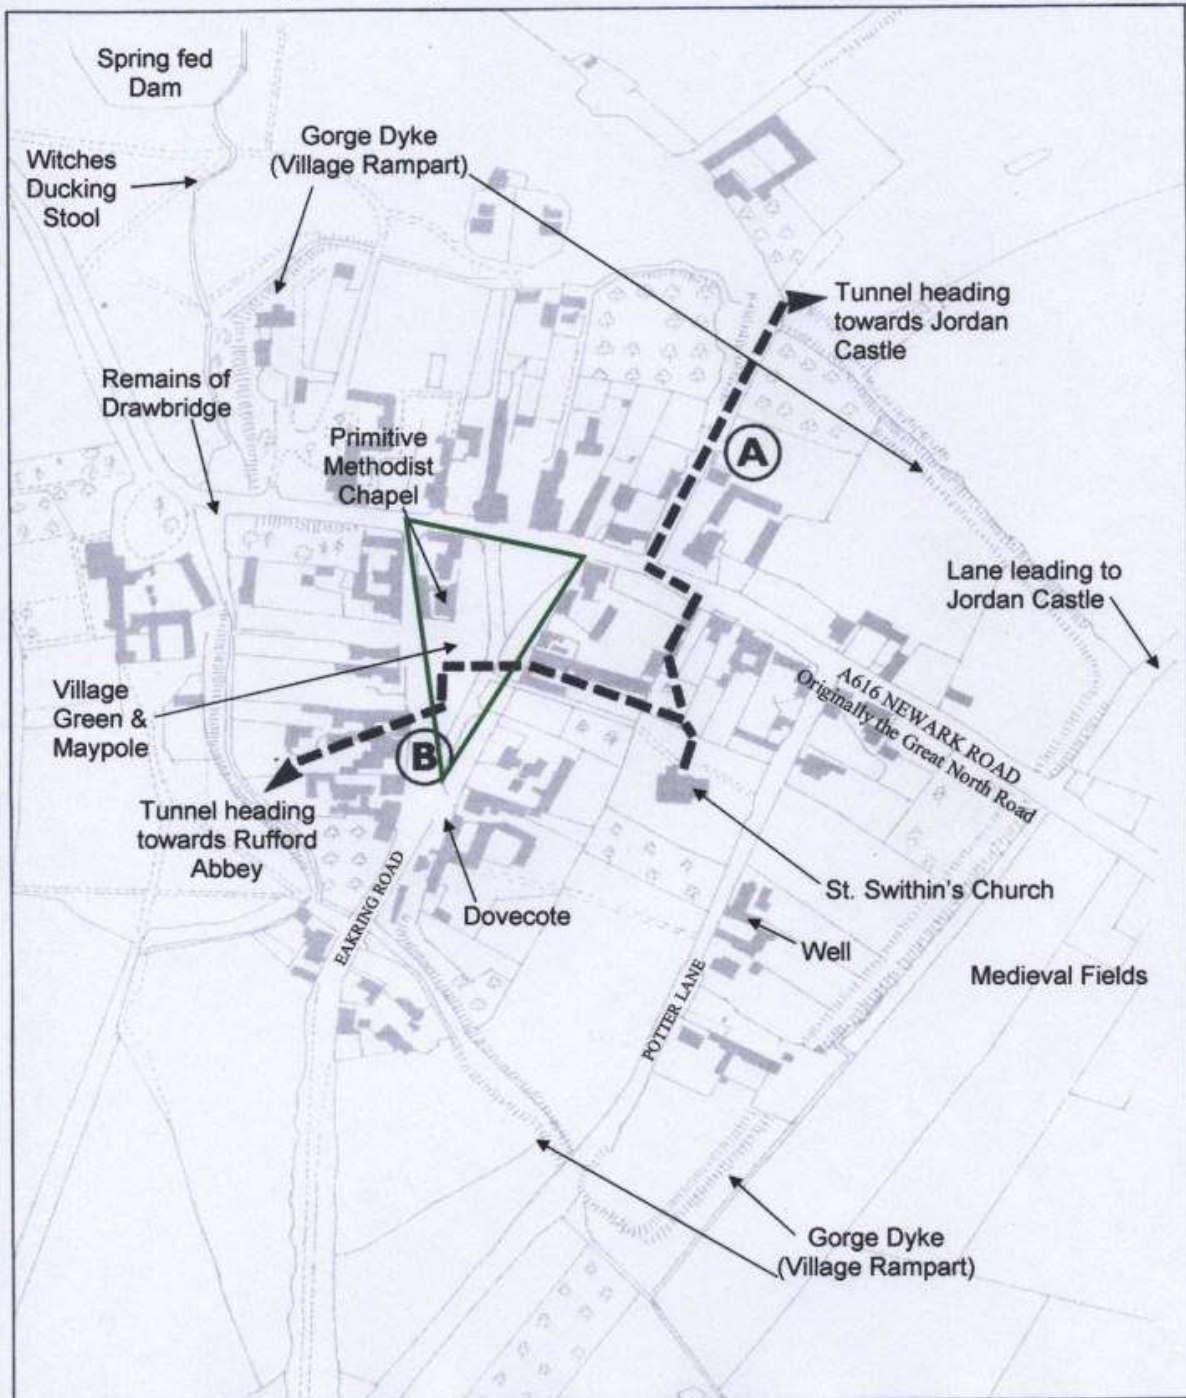 Spring fed
Dam
Gorge Dyke
(Village Rampart)
Witches
Ducking
Stool
Tunnel heading
towards Jordan
Castle
Remains of
Drawbridge
Primitive
Methodist
Chapel
A
Lane leading to
Jordan Castle
A616 NEWARK ROAD
Originally the Great North Road
Village
Green &
Maypole
B
Tunnel heading
towards Rufford
Abbey
EAKRING ROAD
Dovecote
St. Swithin's Church
Well
Medieval Fields
POTTER LANE
Gorge Dyke
(Village Rampart)